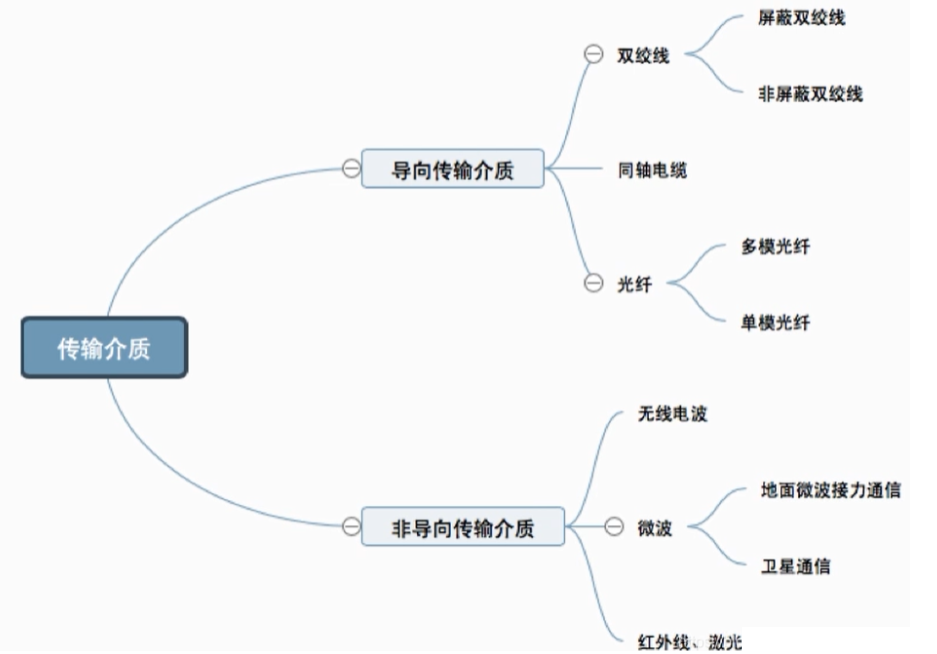 传输介质
导向传输介质
双绞线
屏蔽双绞线
非屏蔽双绞线
同轴电缆
光纤
多模光纤
单模光纤
非导向传输介质
无线电波
微波
地面微波接力通信
卫星通信
红外线、激光